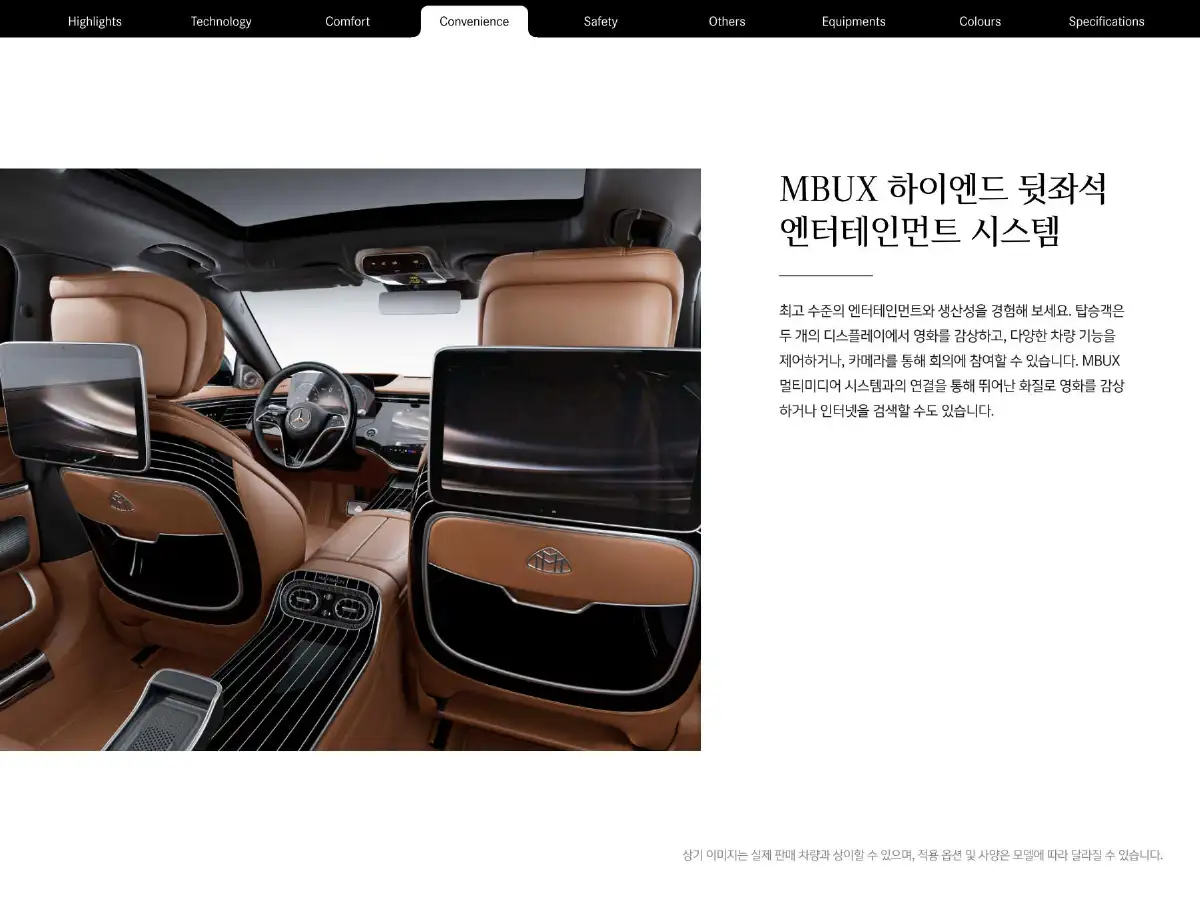 Highlights
Technology
Comfort
Convenience
Safety
Others
Equipments
Colours
Specifications
MBUX 하이엔드 뒷좌석
엔터테인먼트 시스템
최고 수준의 엔터테인먼트와 생산성을 경험해 보세요. 탑승객은
두 개의 디스플레이에서 영화를 감상하고, 다양한 차량 기능을
제어하거나, 카메라를 통해 회의에 참여할 수 있습니다. MBUX
멀티미디어 시스템과의 연결을 통해 뛰어난 화질로 영화를 감상
하거나 인터넷을 검색할 수도 있습니다.
상기 이미지는 실제 판매 차량과 상이할 수 있으며, 적용 옵션 및 사양은 모델에 따라 달라질 수 있습니다.